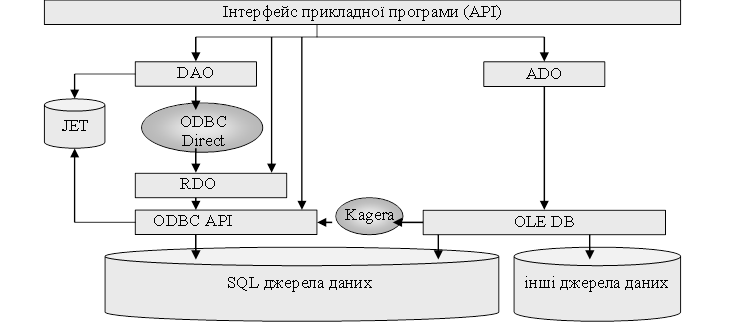 Інтерфейс прикладної програми (API)
DAO
ADO
JET
ODBC
Direct
RDO
ODBC API
Kagera
OLE DB
SQL джерела даних
інші джерела даних